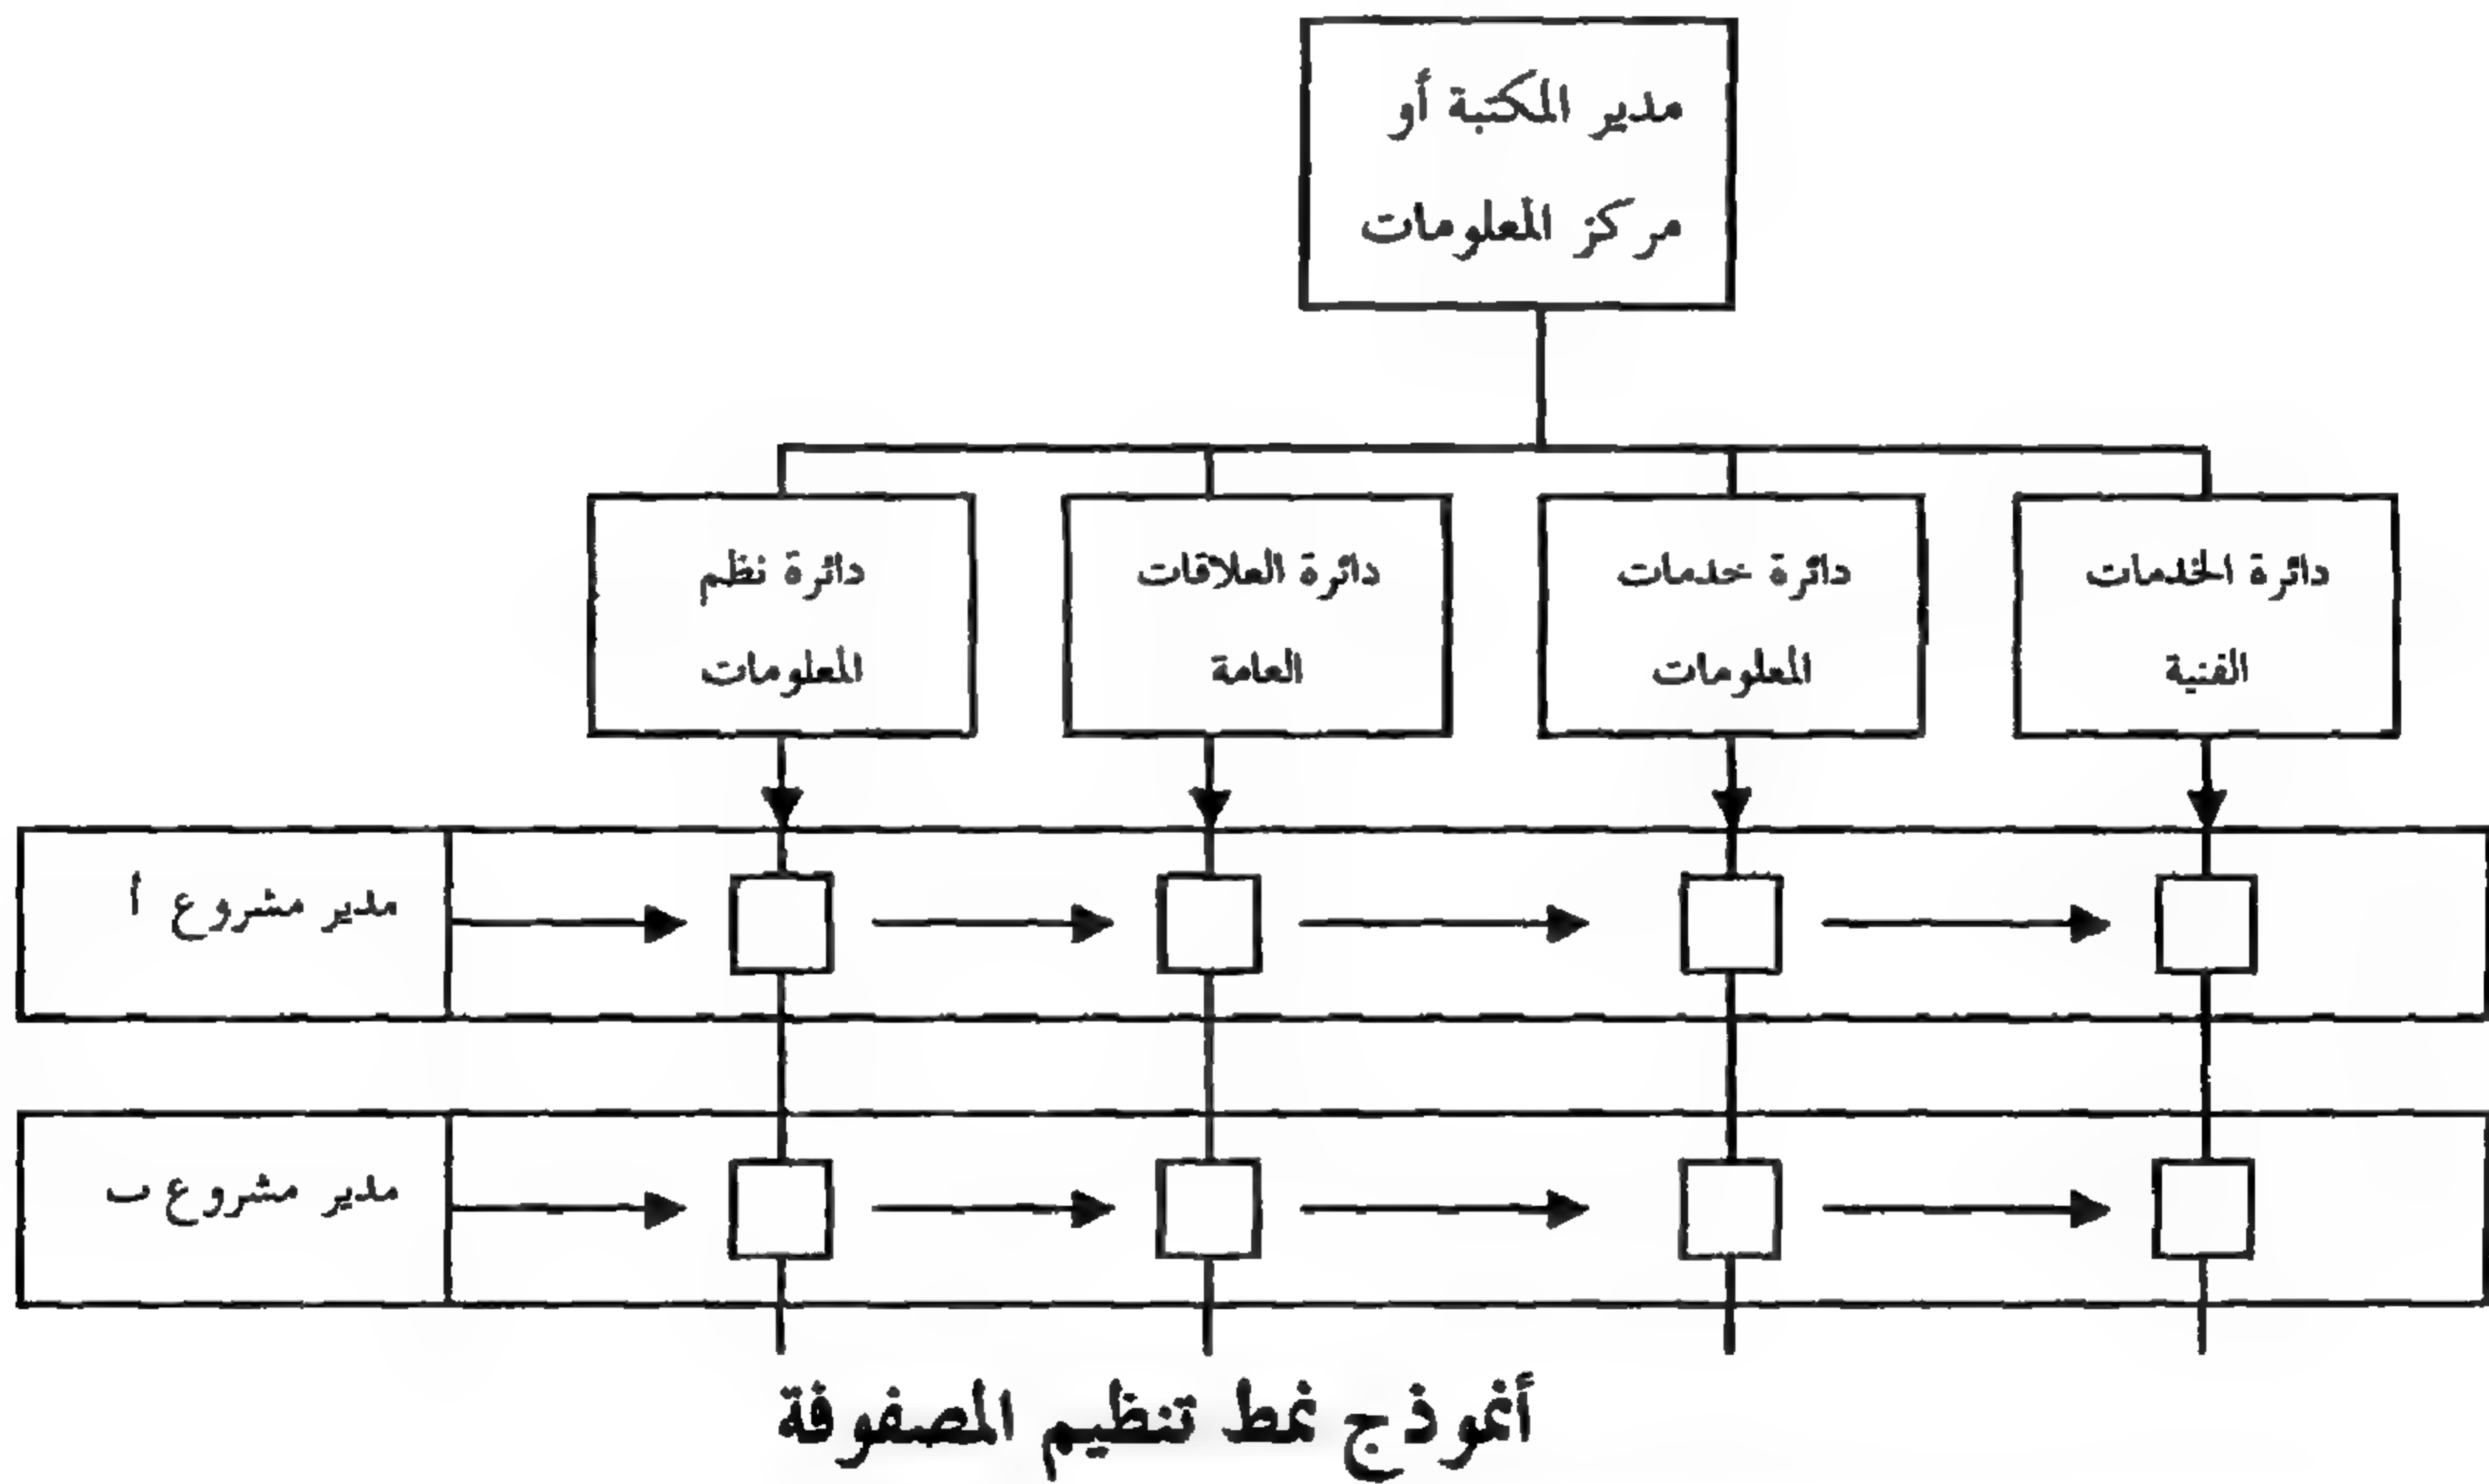 مدير المكتبة أو
مركز المعلومات
دائرة الخدمات
الفنية
دائرة خدمات
المعلومات
دائرة العلاقات
العامة
دائرة نظم
المعلومات
مدير مشروع أ
مدير مشروع ب
أنموذج نمط تنظيم المصفوفة